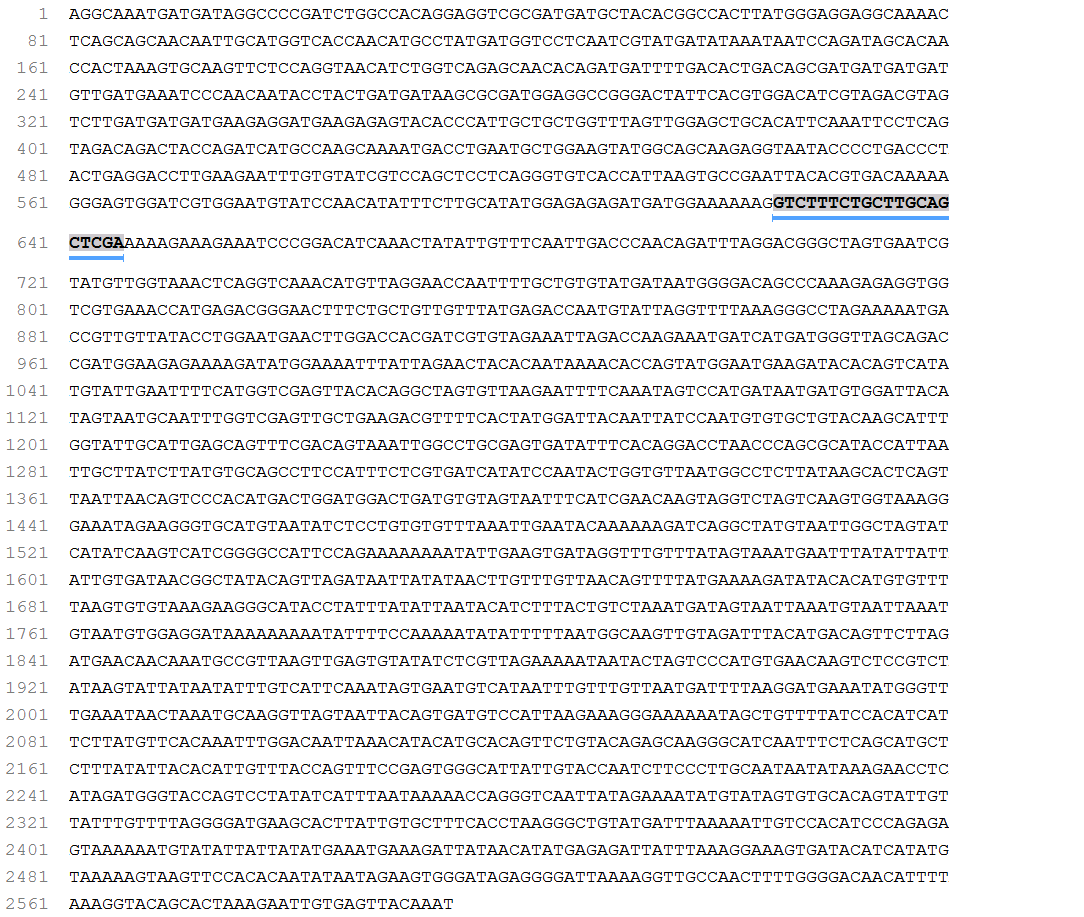 1 AGGCAAATGATGATAGGCCCCGATCTGGCCACAGGAGGTCGCGATGATGCTACACGGCCACTTATGGGAGGAGGCAAAAC
81 TCAGCAGCAACAATTGCATGGTCACCAACATGCCTATGATGGTCCTCAATCGTATGATATAAATAATCCAGATAGCACAA
161 CCACTAAAGTGCAAGTTCTCCAGGTAACATCTGGTCAGAGCAACACAGATGATTTTGACACTGACAGCGATGATGATGAT
241 GTTGATGAAATCCCAACAATACCTACTGATGATAAGCGCGATGGAGGCCGGGACTATTCACGTGGACATCGTAGACGTAG
321 TCTTGATGATGATGAAGAGGATGAAGAGAGTACACCCATTGCTGCTGGTTTAGTTGGAGCTGCACATTCAAATTCCTCAG
401 TAGACAGACTACCAGATCATGCCAAGCAAAATGACCTGAATGCTGGAAGTATGGCAGCAAGAGGTAATACCCCTGACCCT
481 ACTGAGGACCTTGAAGAATTTGTGTATCGTCCAGCTCCTCAGGGTGTCACCATTAAGTGCCGAATTACACGTGACAAAAA
561 GGGAGTGGATCGTGGAATGTATCCAACATATTTCTTGCATATGGAGAGAGATGATGGAAAAAAGGTCTTTCTGCTTGCAG
641 CTCGAAAAAGAAAGAAATCCCGGACATCAAACTATATTGTTTCAATTGACCCAACAGATTTAGGACGGGCTAGTGAATCG
721 TATGTTGGTAAACTCAGGTCAAACATGTTAGGAACCAATTTTGCTGTGTATGATAATGGGGACAGCCCAAAGAGAGGTGG
801 TCGTGAAACCATGAGACGGGAACTTTCTGCTGTTGTTTATGAGACCAATGTATTAGGTTTTAAAGGGCCTAGAAAAATGA
881 CCGTTGTTATACCTGGAATGAACTTGGACCACGATCGTGTAGAAATTAGACCAAGAAATGATCATGATGGGTTAGCAGAC
961 CGATGGAAGAGAAAAGATATGGAAAATTTATTAGAACTACACAATAAAACACCAGTATGGAATGAAGATACACAGTCATA
1041 TGTATTGAATTTTCATGGTCGAGTTACACAGGCTAGTGTTAAGAATTTTCAAATAGTCCATGATAATGATGTGGATTACA
1121 TAGTAATGCAATTTGGTCGAGTTGCTGAAGACGTTTTCACTATGGATTACAATTATCCAATGTGTGCTGTACAAGCATTT
1201 GGTATTGCATTGAGCAGTTTCGACAGTAAATTGGCCTGCGAGTGATATTTCACAGGACCTAACCCAGCGCATACCATTAA
1281 TTGCTTATCTTATGTGCAGCCTTCCATTTCTCGTGATCATATCCAATACTGGTGTTAATGGCCTCTTATAAGCACTCAGT
1361 TAATTAACAGTCCCACATGACTGGATGGACTGATGTGTAGTAATTTCATCGAACAAGTAGGTCTAGTCAAGTGGTAAAGG
1441 GAAATAGAAGGGTGCATGTAATATCTCCTGTGTGTTTAAATTGAATACAAAAAAGATCAGGCTATGTAATTGGCTAGTAT
1521 CATATCAAGTCATCGGGGCCATTCCAGAAAAAAAATATTGAAGTGATAGGTTTGTTTATAGTAAATGAATTTATATTATT
1601 ATTGTGATAACGGCTATACAGTTAGATAATTATATAACTTGTTTGTTAACAGTTTTATGAAAAGATATACACATGTGTTT
1681 TAAGTGTGTAAAGAAGGGCATACCTATTTATATTAATACATCTTTACTGTCTAAATGATAGTAATTAAATGTAATTAAAT
1761 GTAATGTGGAGGATAAAAAAAAATATTTTCCAAAAATATATTTTTAATGGCAAGTTGTAGATTTACATGACAGTTCTTAG
1841 ATGAACAACAAATGCCGTTAAGTTGAGTGTATATCTCGTTAGAAAAATAATACTAGTCCCATGTGAACAAGTCTCCGTCT
1921 ATAAGTATTATAATATTTGTCATTCAAATAGTGAATGTCATAATTTGTTTGTTAATGATTTTAAGGATGAAATATGGGTT
2001 TGAAATAACTAAATGCAAGGTTAGTAATTACAGTGATGTCCATTAAGAAAGGGAAAAAATAGCTGTTTTATCCACATCAT
2081 TCTTATGTTCACAAATTTGGACAATTAAACATACATGCACAGTTCTGTACAGAGCAAGGGCATCAATTTCTCAGCATGCT
2161 CTTTATATTACACATTGTTTACCAGTTTCCGAGTGGGCATTATTGTACCAATCTTCCCTTGCAATAATATAAAGAACCTC
2241 ATAGATGGGTACCAGTCCTATATCATTTAATAAAAACCAGGGTCAATTATAGAAAATATGTATAGTGTGCACAGTATTGT
2321 TATTTGTTTTAGGGGATGAAGCACTTATTGTGCTTTCACCTAAGGGCTGTATGATTTAAAAATTGTCCACATCCCAGAGA
2401 GTAAAAAATGTATATTATTATATGAAATGAAAGATTATAACATATGAGAGATTATTTAAAGGAAAGTGATACATCATATG
2481 TAAAAAGTAAGTTCCACACAATATAATAGAAGTGGGATAGAGGGGATTAAAAGGTTGCCAACTTTTGGGGACAACATTTT
2561 AAAGGTACAGCACTAAAGAATTGTGAGTTACAAAT